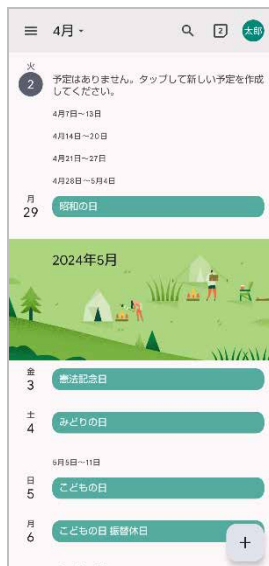 4月
2
太郎
火
2
予定はありません。タップして新しい予定を作成
してください。
4月7日～13日
4月14日～20日
4月21日～27日
4月28日～5月4日
月
29
昭和の日
2024年5月
金
3
憲法記念日
土
4
みどりの日
5月5日～11日
日
5
こどもの日
月
6
こどもの日 振替休日
+